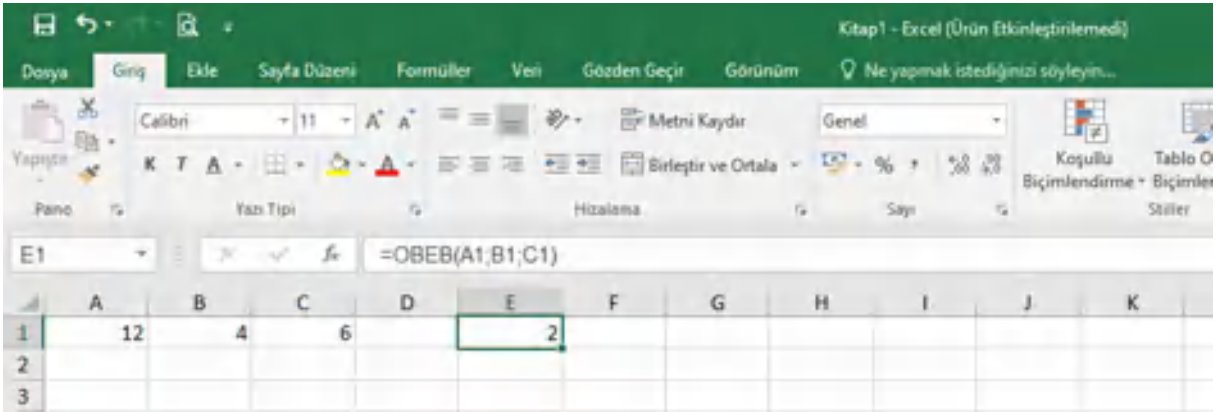 Kitap1 - Excel (Ürün Etkinleştirilemedi)
Dosya Giriş Ekle Sayfa Düzeni Formüller Veri Gözden Geçir Görünüm Ne yapmak istediğinizi söyleyin...
Calibri 11 A A Metni Kaydır Genel
Yapıştır K T A A Birleştir ve Ortala % Koşullu Biçimlendirme Tablo
Pano Yazı Tipi Hizalama Sayı Stiller
E1 fx =OBEB(A1;B1;C1)
A B C D E F G H I J K
1 12 4 6 2
2
3